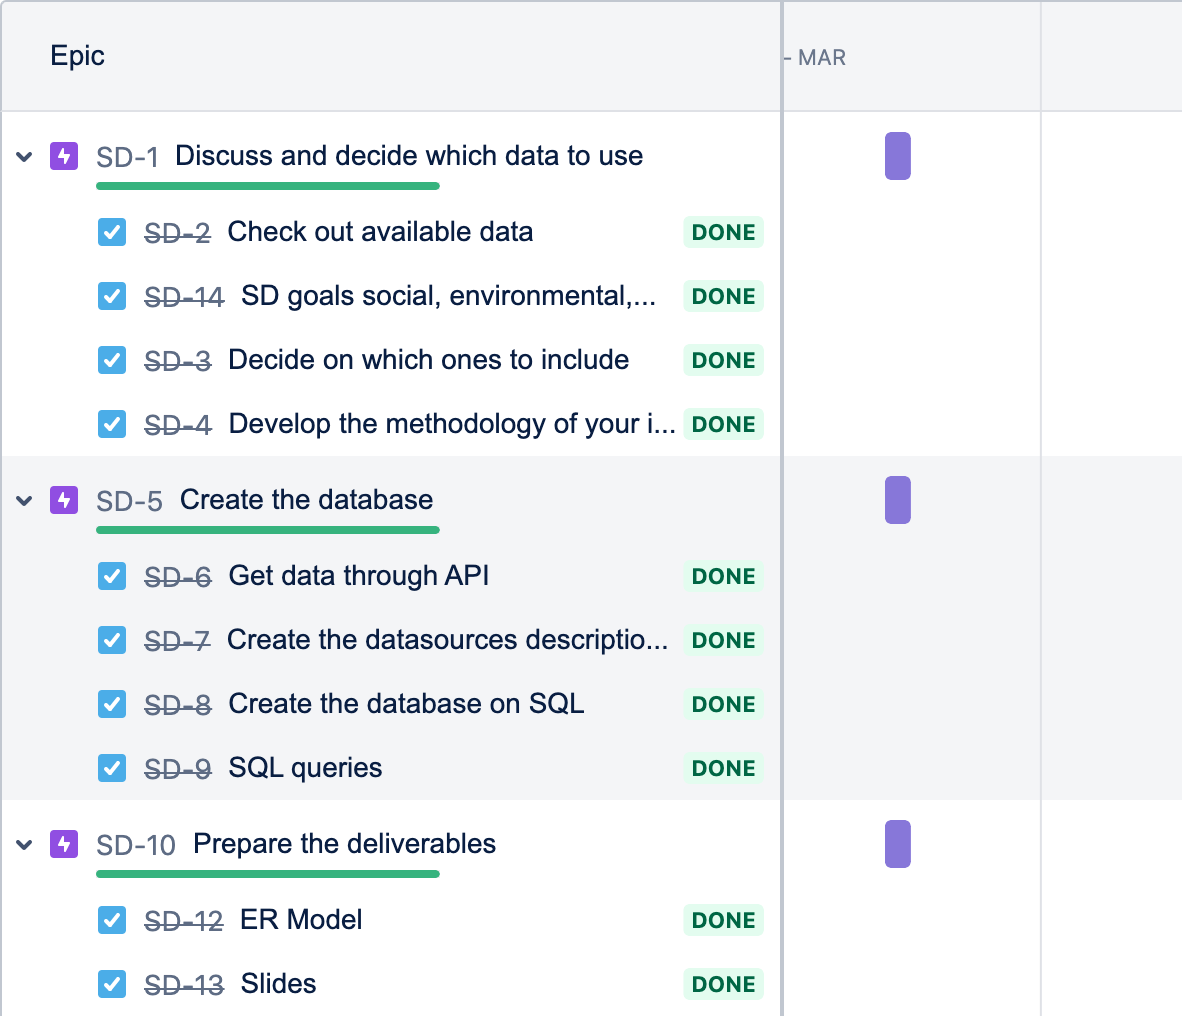 Epic
- MAR
SD-1 Discuss and decide which data to use
SD-2 Check out available data DONE
SD-14 SD goals social, environmental,... DONE
SD-3 Decide on which ones to include DONE
SD-4 Develop the methodology of your i... DONE
SD-5 Create the database
SD-6 Get data through API DONE
SD-7 Create the datasources descriptio... DONE
SD-8 Create the database on SQL DONE
SD-9 SQL queries DONE
SD-10 Prepare the deliverables
SD-12 ER Model DONE
SD-13 Slides DONE